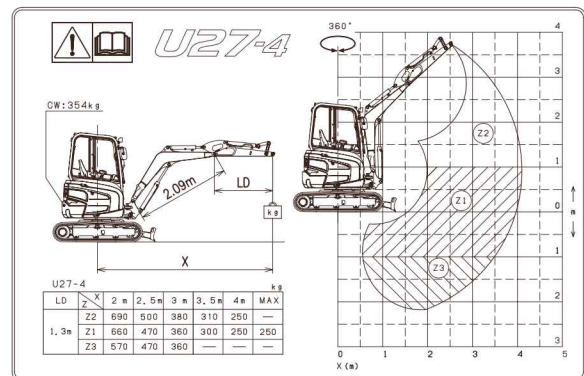 U27-4
360°
CW:354kg
2.09m
LD
kg
X
U27-4 kg
LD Z X 2 m 2.5m 3 m 3.5m 4m MAX
1.3m Z2 690 500 380 310 250 —
Z1 660 470 360 300 250 250
Z3 570 470 360 — — —
4
3
2
1
0
1
2
3
m
Z2
Z1
Z3
0 1 2 3 4 5
X (m)